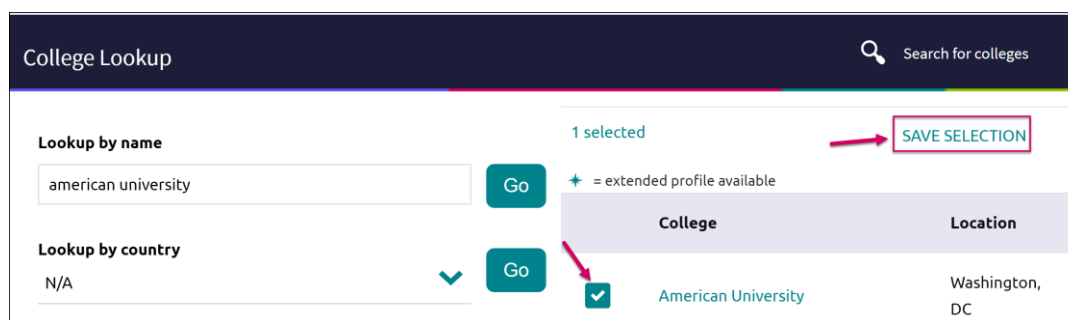 College Lookup
Search for colleges
Lookup by name
american university
Go
Lookup by country
N/A
Go
1 selected
SAVE SELECTION
= extended profile available
College
Location
American University
Washington,
DC